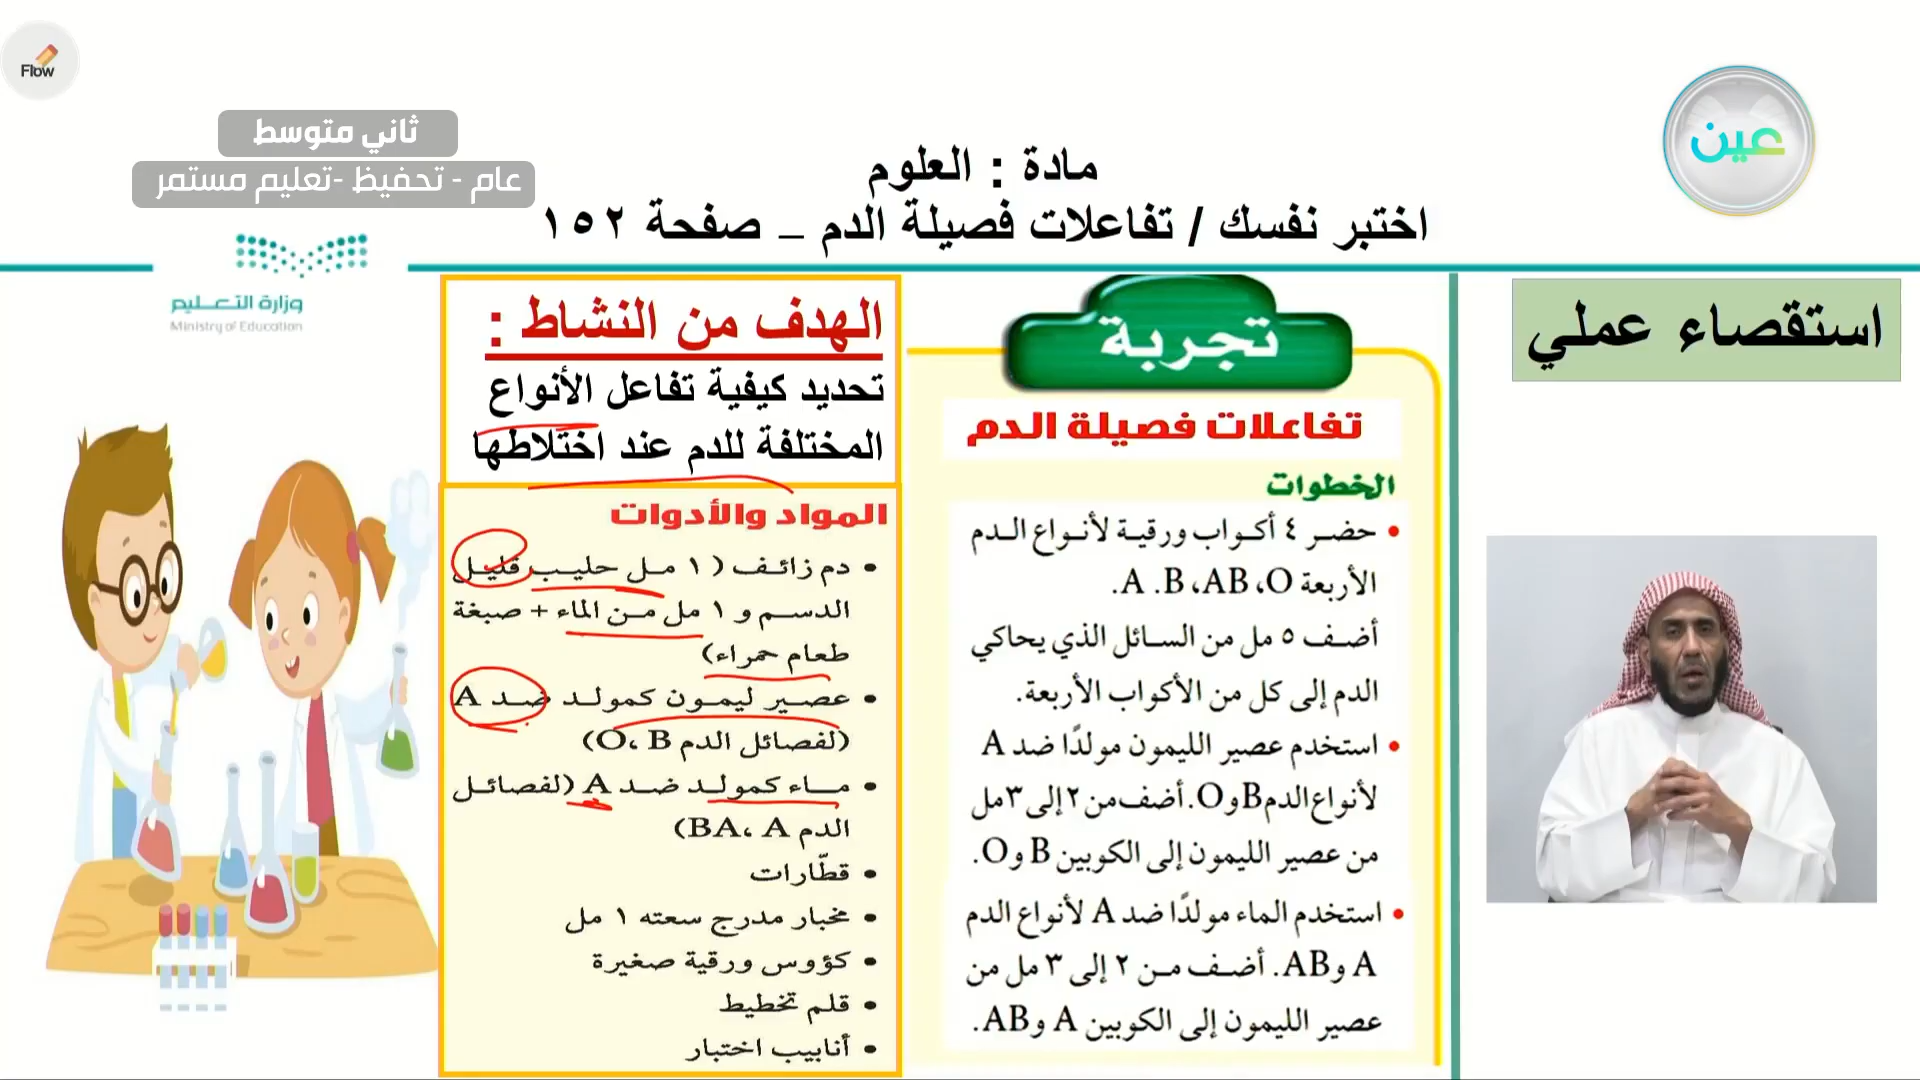 Flow
ثاني متوسط
عام - تحفيظ -تعليم مستمر
عين
مادة : العلوم
اختبر نفسك / تفاعلات فصيلة الدم – صفحة ١٥٢
وزارة التعليم
Ministry of Education
استقصاء عملي
تجربة
تفاعلات فصيلة الدم
الخطوات
• حضر ٤ أكواب ورقية لأنواع الدم
الأربعة A .B ،AB ،O.
أضف ٥ مل من السائل الذي يحاكي
الدم إلى كل من الأكواب الأربعة.
• استخدم عصير الليمون مولدًا ضد A
لأنواع الدم B و O. أضف من ٢ إلى ٣ مل
من عصير الليمون إلى الكوبين B و O.
• استخدم الماء مولدًا ضد A لأنواع الدم
A و AB. أضف من ٢ إلى ٣ مل من
عصير الليمون إلى الكوبين A و AB.
الهدف من النشاط :
تحديد كيفية تفاعل الأنواع
المختلفة للدم عند اختلاطها
المواد والأدوات
• دم زائف (١ مل حليب قليل
الدسم و ١ مل من الماء + صبغة
طعام حمراء)
• عصير ليمون كمولد ضد A
(لفصائل الدم O، B)
• ماء كمولد ضد A (لفصائل
الدم BA، A)
• قطّارات
• مخبار مدرج سعته ١ مل
• كؤوس ورقية صغيرة
• قلم تخطيط
• أنابيب اختبار